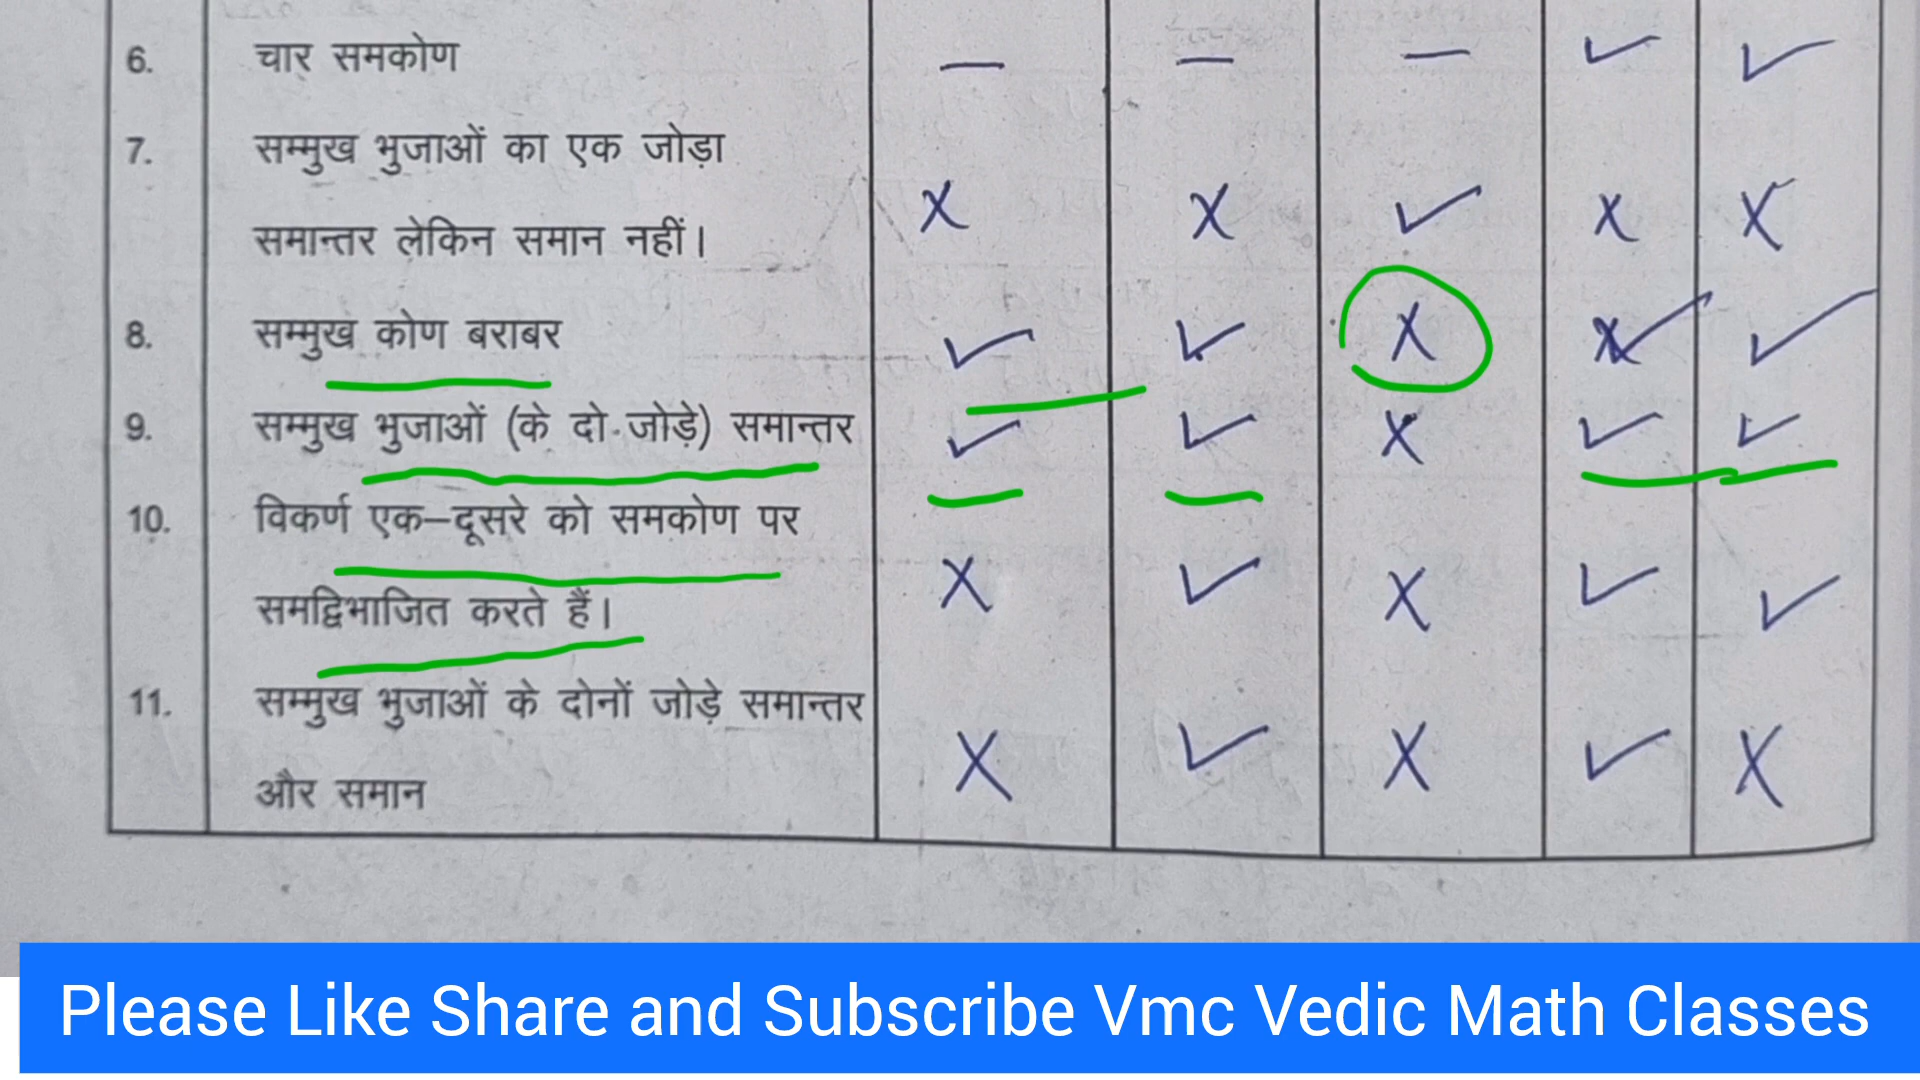 6. चार समकोण — — — ✓ ✓
7. सम्मुख भुजाओं का एक जोड़ा
समान्तर लेकिन समान नहीं। X X ✓ X X
8. सम्मुख कोण बराबर ✓ ✓ X ✓ ✓
9. सम्मुख भुजाओं (के दो जोड़े) समान्तर ✓ ✓ X ✓ ✓
10. विकर्ण एक–दूसरे को समकोण पर
समद्विभाजित करते हैं। X ✓ X ✓ ✓
11. सम्मुख भुजाओं के दोनों जोड़े समान्तर
और समान X ✓ X ✓ X
Please Like Share and Subscribe Vmc Vedic Math Classes